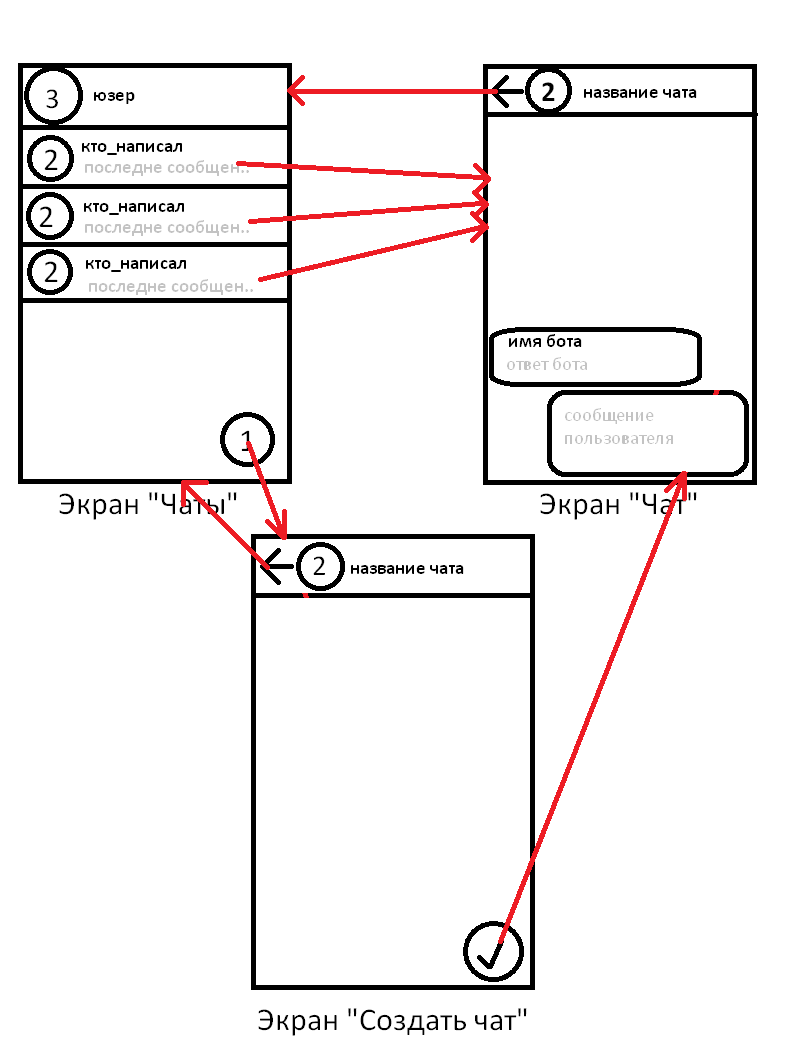 3 юзер
2 кто_написал
последне сообщен..
2 кто_написал
последне сообщен..
2 кто_написал
последне сообщен..
1
Экран "Чаты"
2 название чата
имя бота
ответ бота
сообщение
пользователя
Экран "Чат"
2 название чата
Экран "Создать чат"